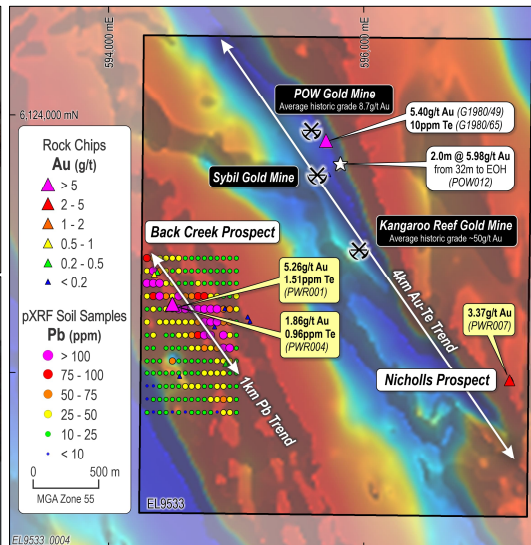 594,000 mE
596,000 mE
6,124,000 mN
POW Gold Mine
Average historic grade 8.7g/t Au
5.40g/t Au (G1980/49)
10ppm Te (G1980/65)
2.0m @ 5.98g/t Au
from 32m to EOH
(POW012)
Sybil Gold Mine
Kangaroo Reef Gold Mine
Average historic grade ~50g/t Au
Rock Chips
Au (g/t)
> 5
2 - 5
1 - 2
0.5 - 1
0.2 - 0.5
< 0.2
pXRF Soil Samples
Pb (ppm)
> 100
75 - 100
50 - 75
25 - 50
10 - 25
< 10
0
500 m
MGA Zone 55
Back Creek Prospect
5.26g/t Au
1.51ppm Te
(PWR001)
1.86g/t Au
0.96ppm Te
(PWR004)
4km Au-Te Trend
3.37g/t Au
(PWR007)
Nicholls Prospect
1km Pb Trend
EL9533
EL9533_0004